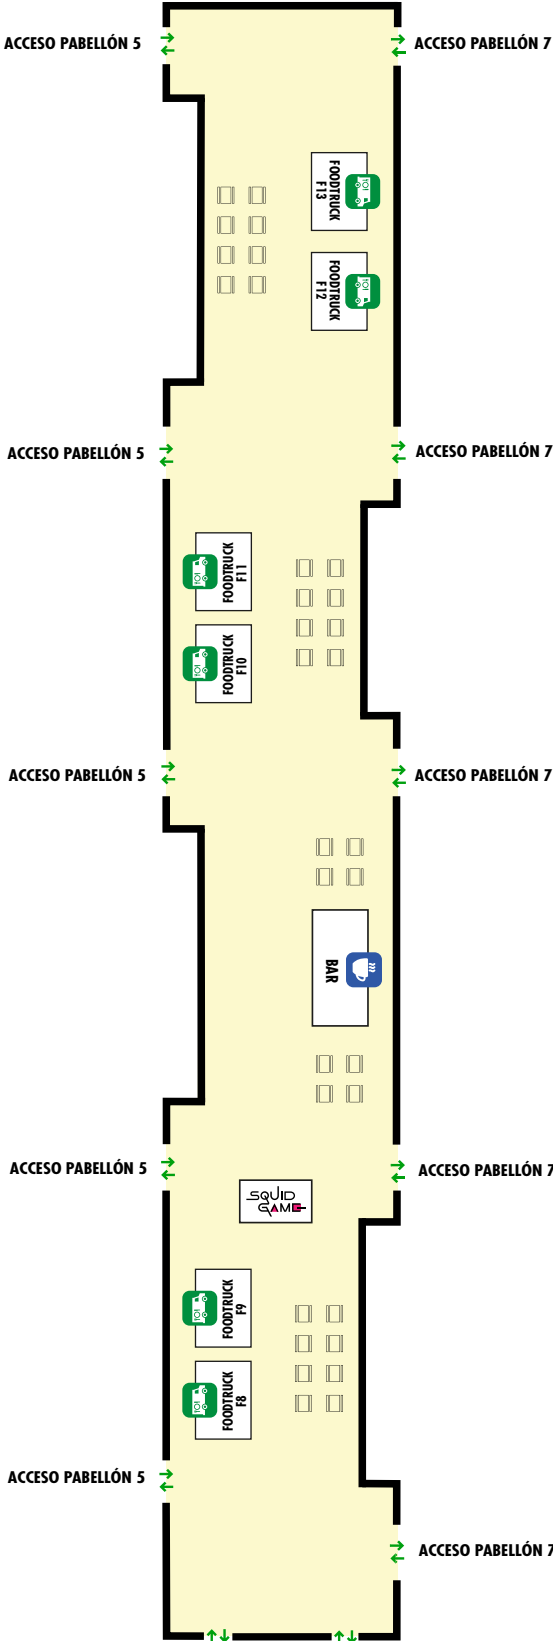 ACCESO PABELLÓN 5
ACCESO PABELLÓN 7
FOODTRUCK
F13
FOODTRUCK
F12
ACCESO PABELLÓN 5
ACCESO PABELLÓN 7
FOODTRUCK
F11
FOODTRUCK
F10
ACCESO PABELLÓN 5
ACCESO PABELLÓN 7
BAR
ACCESO PABELLÓN 5
ACCESO PABELLÓN 7
SQUID
GAME
FOODTRUCK
F9
FOODTRUCK
F8
ACCESO PABELLÓN 5
ACCESO PABELLÓN 7